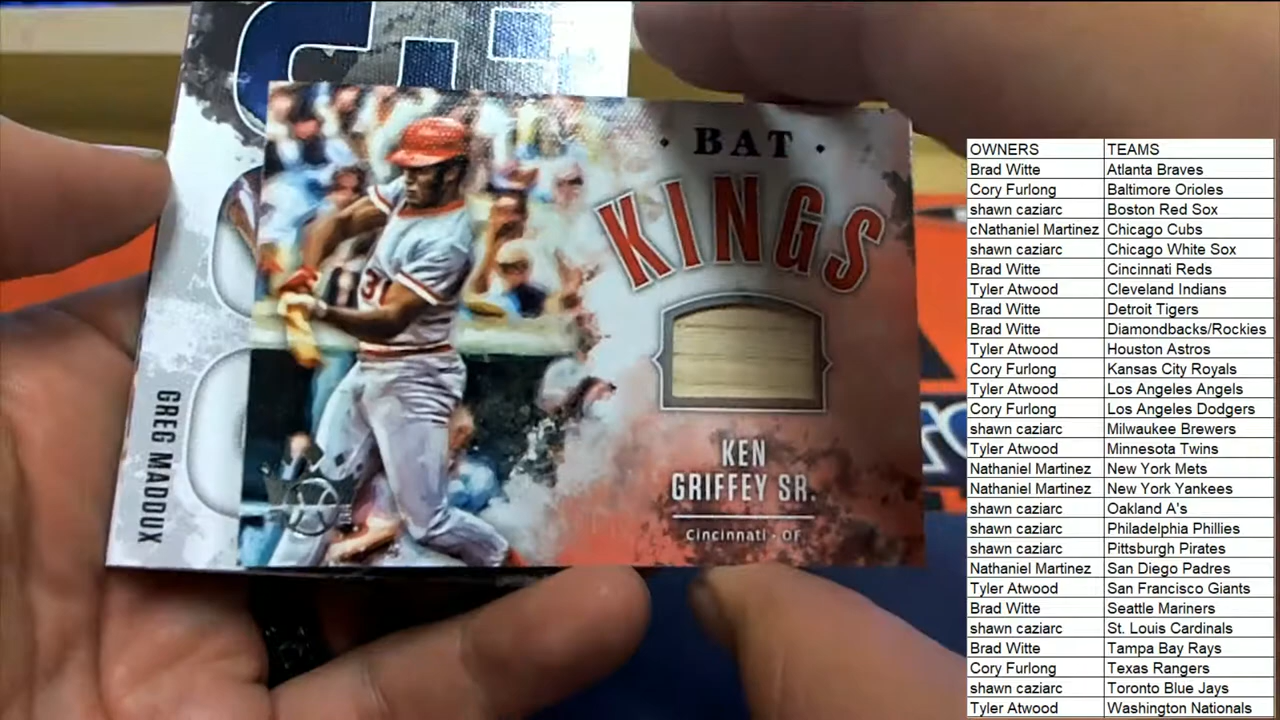 BAT
KINGS
31
KEN
GRIFFEY SR.
Cincinnati - OF
GREG MADDUX
OWNERS TEAMS
Brad Witte Atlanta Braves
Cory Furlong Baltimore Orioles
shawn caziarc Boston Red Sox
cNathaniel Martinez Chicago Cubs
shawn caziarc Chicago White Sox
Brad Witte Cincinnati Reds
Tyler Atwood Cleveland Indians
Brad Witte Detroit Tigers
Brad Witte Diamondbacks/Rockies
Tyler Atwood Houston Astros
Cory Furlong Kansas City Royals
Tyler Atwood Los Angeles Angels
Cory Furlong Los Angeles Dodgers
shawn caziarc Milwaukee Brewers
Tyler Atwood Minnesota Twins
Nathaniel Martinez New York Mets
Nathaniel Martinez New York Yankees
shawn caziarc Oakland A's
shawn caziarc Philadelphia Phillies
shawn caziarc Pittsburgh Pirates
Nathaniel Martinez San Diego Padres
Tyler Atwood San Francisco Giants
Brad Witte Seattle Mariners
shawn caziarc St. Louis Cardinals
Brad Witte Tampa Bay Rays
Cory Furlong Texas Rangers
shawn caziarc Toronto Blue Jays
Tyler Atwood Washington Nationals